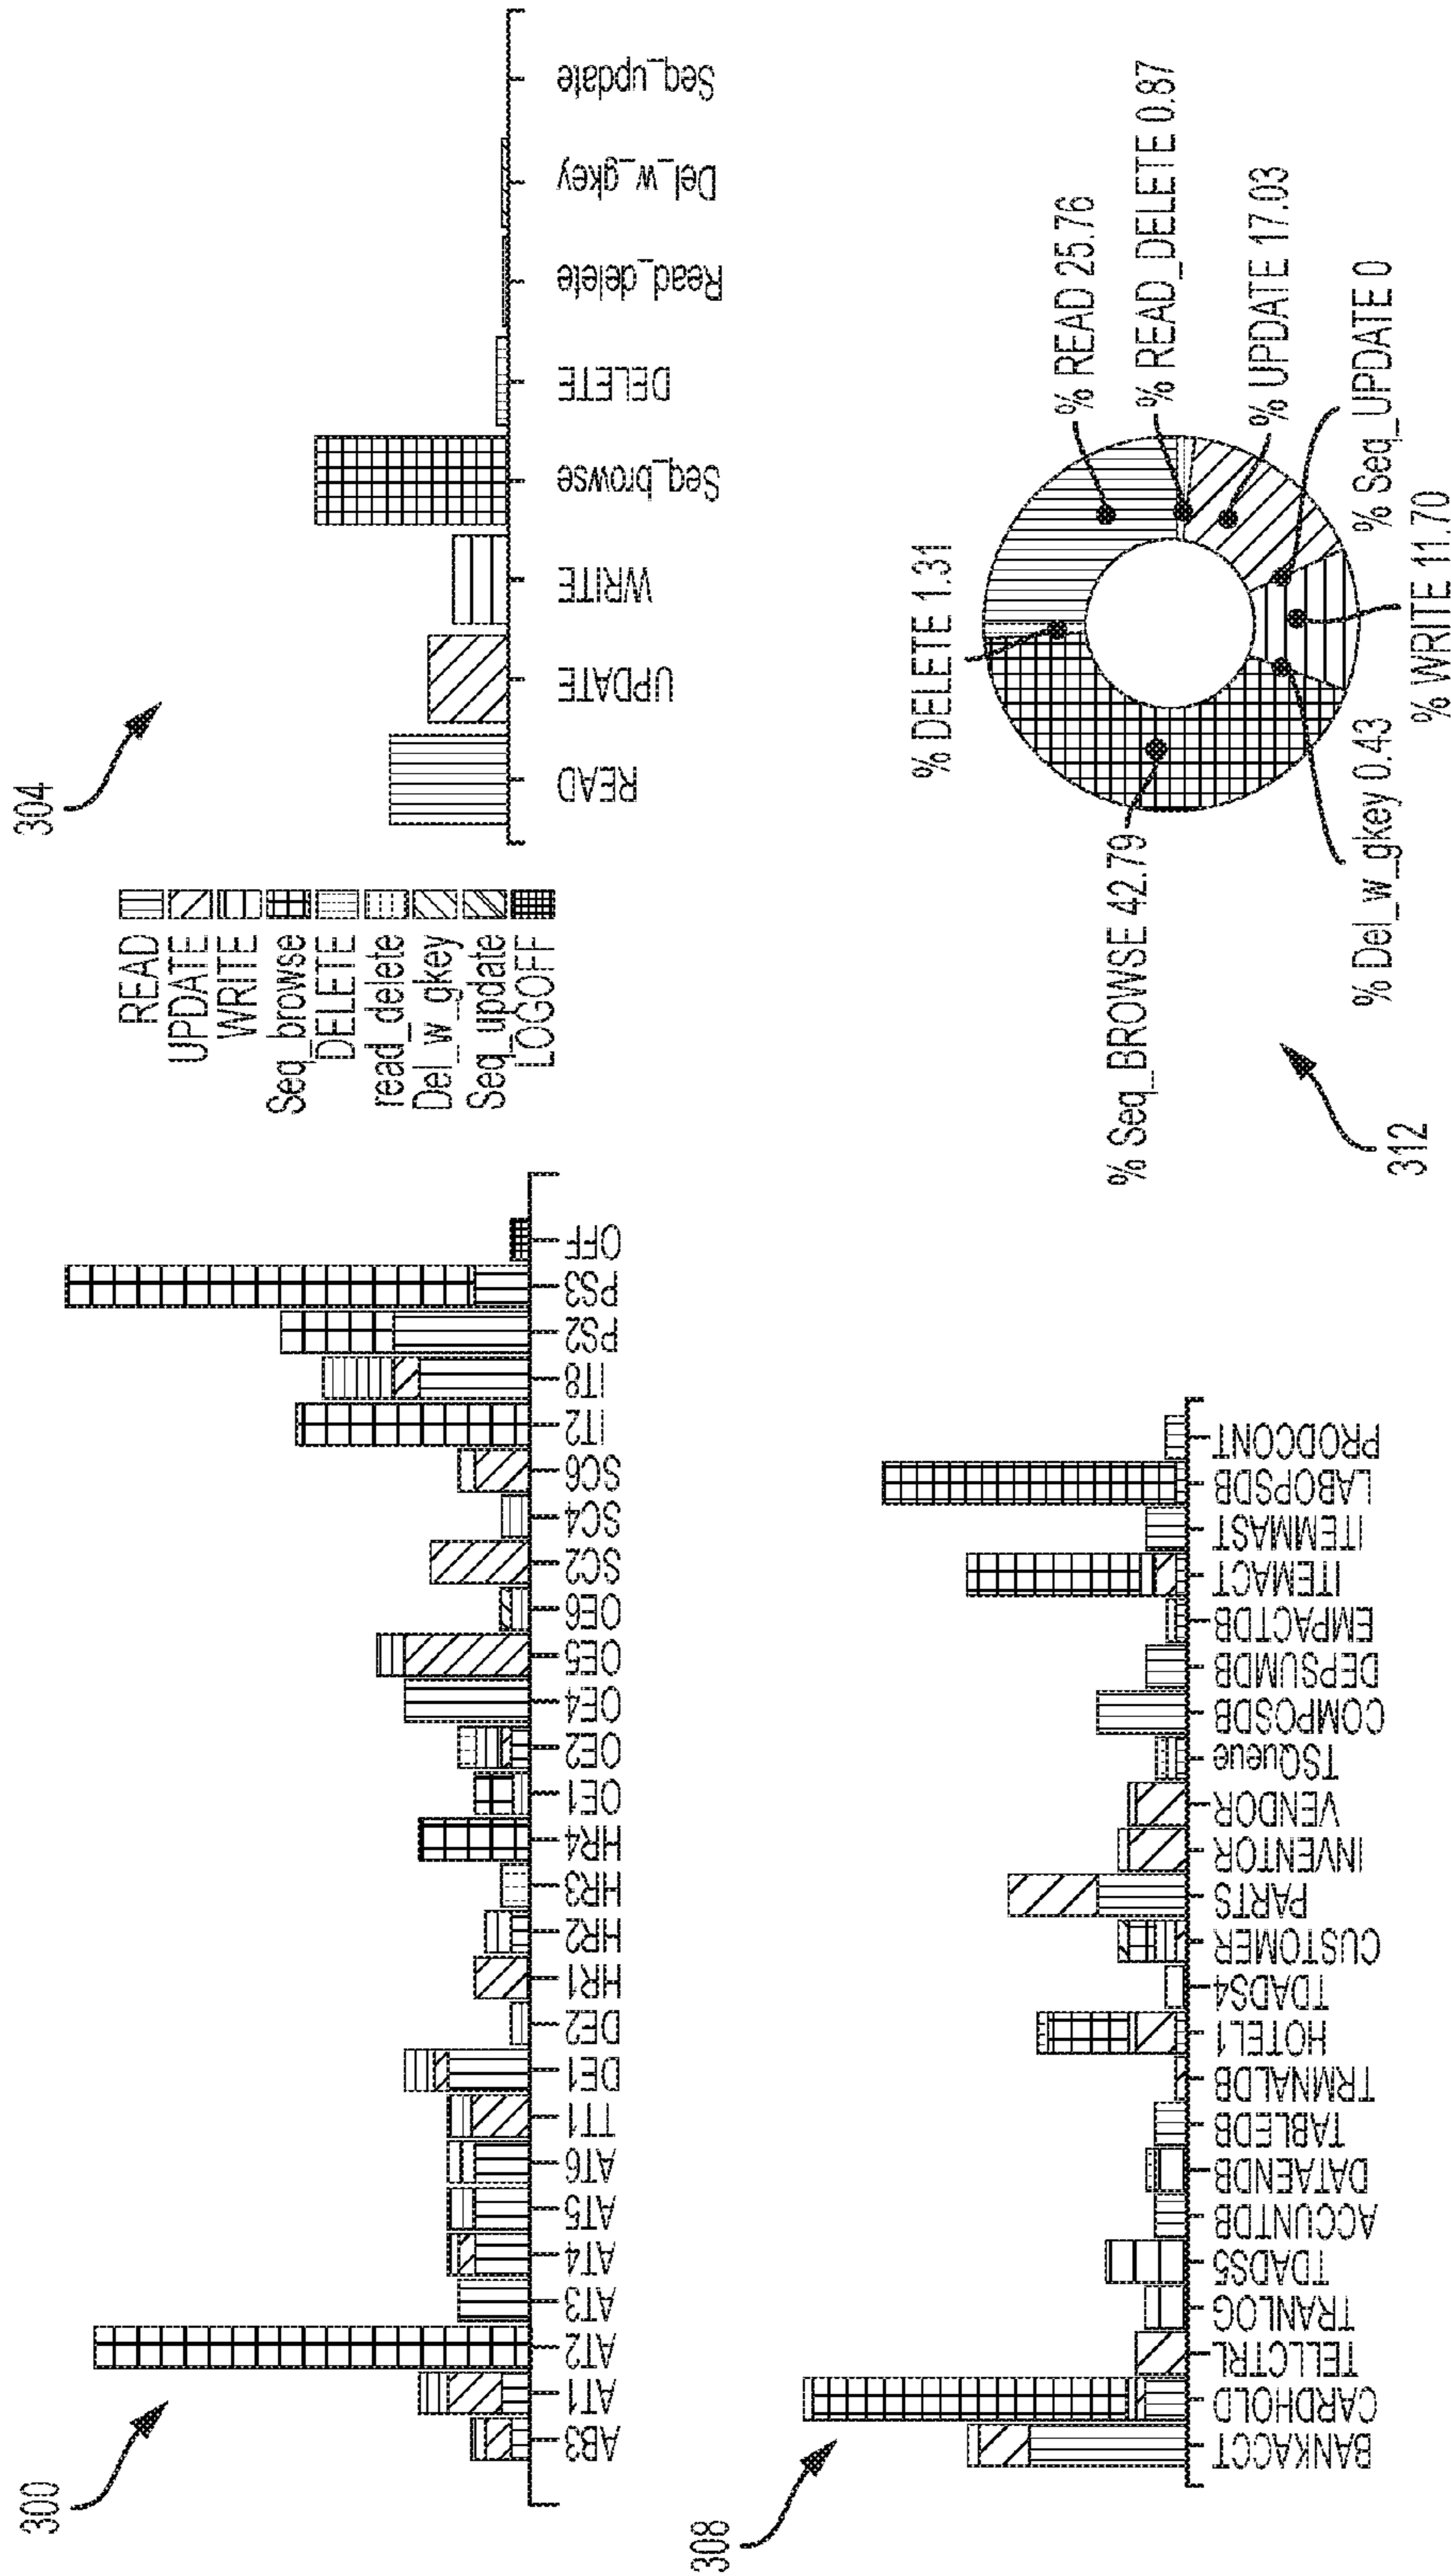 300
AB3
AT1
AT2
AT3
AT4
AT5
AT6
TT1
DE1
DE2
HR1
HR2
HR3
HR4
OE1
OE2
OE4
OE5
OE6
SC2
SC4
SC6
IT2
IT8
PS2
PS3
OFF
READ
UPDATE
WRITE
Seq_browse
DELETE
read_delete
Del_w_gkey
Seq_update
LOGOFF
304
READ
UPDATE
WRITE
Seq_browse
DELETE
Read_delete
Del_w_gkey
Seq_update
308
BANKACCT
CARDHOLD
TELLCTRL
TRANLOG
TDADS5
ACCUNTDB
DATAENDB
TABLEDB
TRMNALDB
HOTEL1
TDADS4
CUSTOMER
PARTS
INVENTOR
VENDOR
TSQueue
COMPOSDB
DEPSUMDB
EMPACTDB
ITEMACT
ITEMMAST
LABOPSDB
PRODCONT
312
% DELETE 1.31
% READ 25.76
% READ_DELETE 0.87
% UPDATE 17.03
% Seq_UPDATE 0
% WRITE 11.70
% Del_w_gkey 0.43
% Seq_BROWSE 42.79